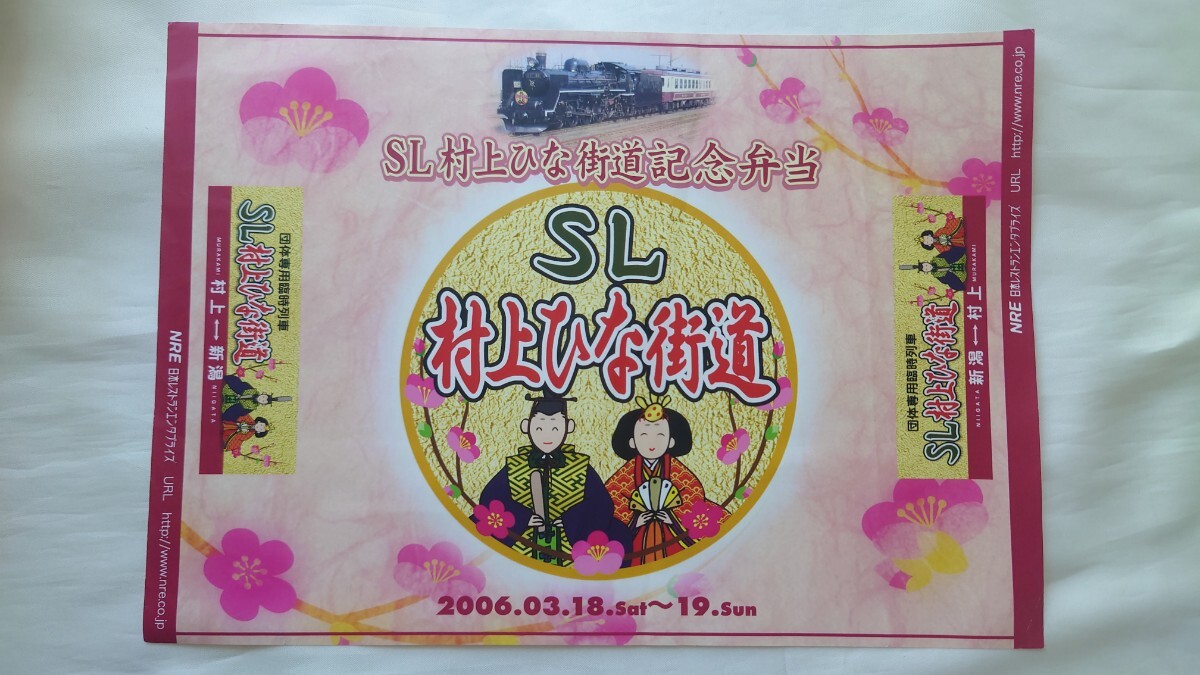 SL村上ひな街道記念弁当
SL
村上ひな街道
2006.03.18.Sat～19.Sun
団体専用臨時列車
SL村上ひな街道
村上⟷新潟
MURAKAMI NIIGATA
NRE 日本レストランエンタプライズ URL http://www.nre.co.jp
団体専用臨時列車
SL村上ひな街道
新潟⟷村上
NIIGATA MURAKAMI
NRE 日本レストランエンタプライズ URL http://www.nre.co.jp